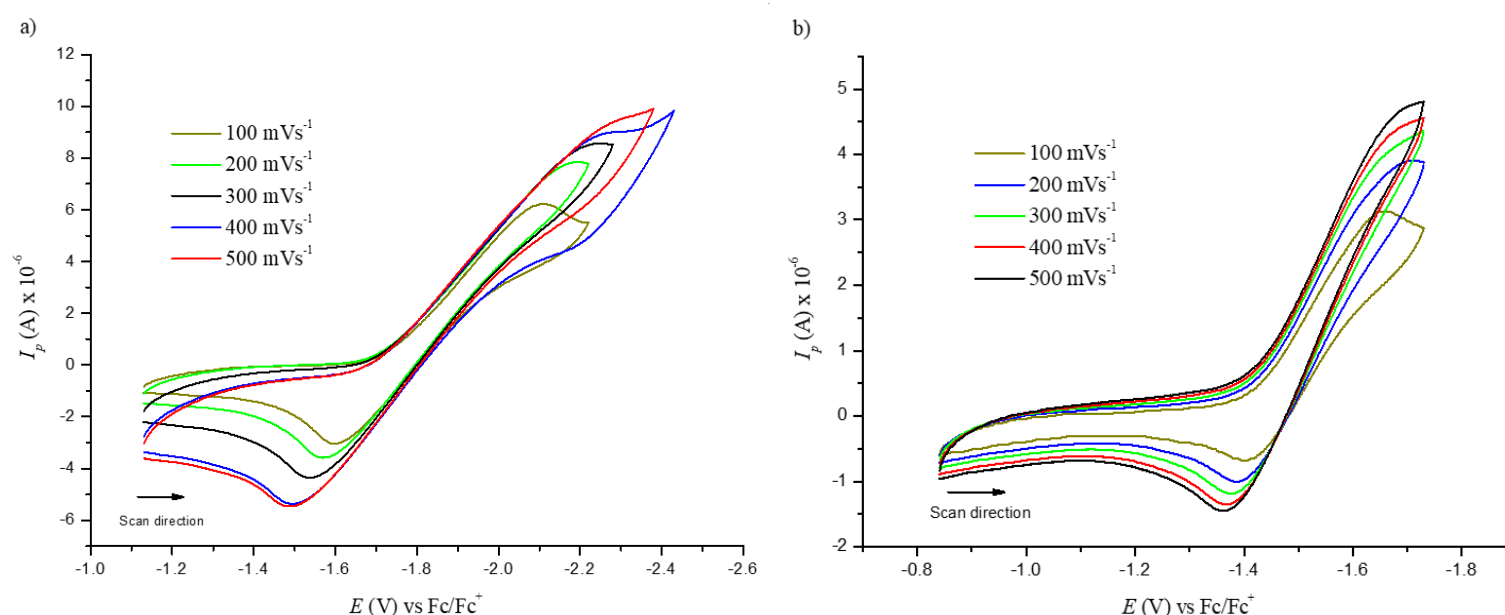 a)
12
10
8
6
4
2
0
-2
-4
-6
I_p (A) x 10^-6
100 mVs^-1
200 mVs^-1
300 mVs^-1
400 mVs^-1
500 mVs^-1
Scan direction
-1.0 -1.2 -1.4 -1.6 -1.8 -2.0 -2.2 -2.4 -2.6
E (V) vs Fc/Fc^+
b)
5
4
3
2
1
0
-1
-2
I_p (A) x 10^-6
100 mVs^-1
200 mVs^-1
300 mVs^-1
400 mVs^-1
500 mVs^-1
Scan direction
-0.8 -1.0 -1.2 -1.4 -1.6 -1.8
E (V) vs Fc/Fc^+